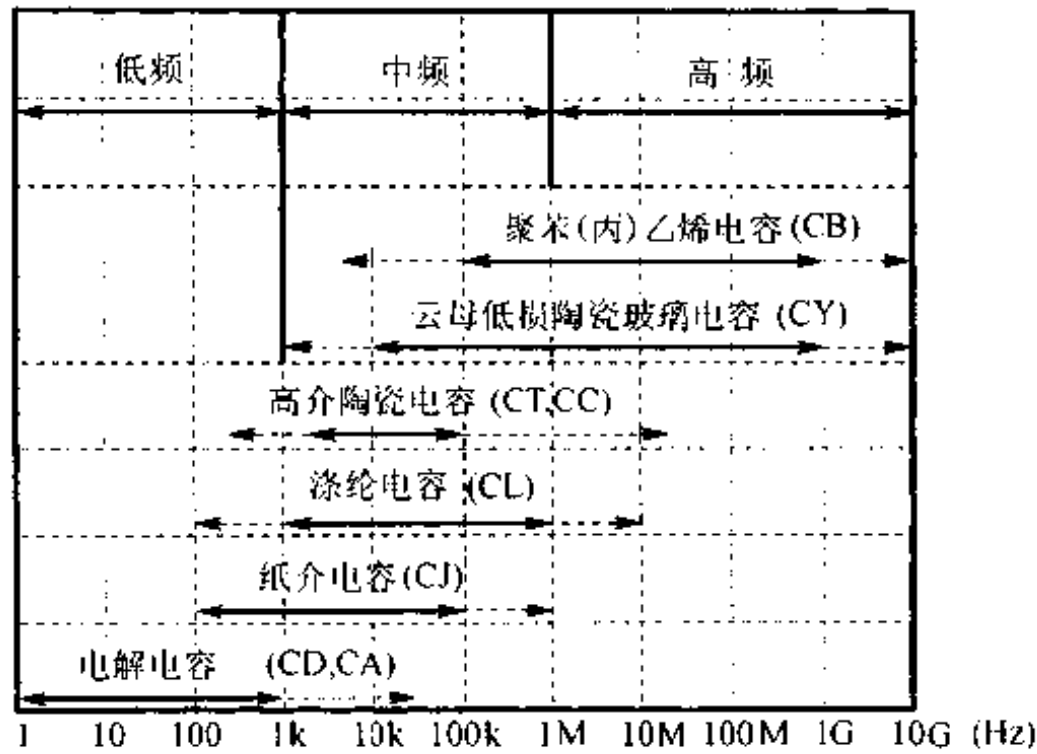 低频 中频 高频
聚苯(丙)乙烯电容(CB)
云母低损陶瓷玻璃电容 (CY)
高介陶瓷电容 (CT,CC)
涤纶电容 (CL)
纸介电容(CJ)
电解电容 (CD,CA)
1 10 100 1k 10k 100k 1M 10M 100M 1G 10G (Hz)